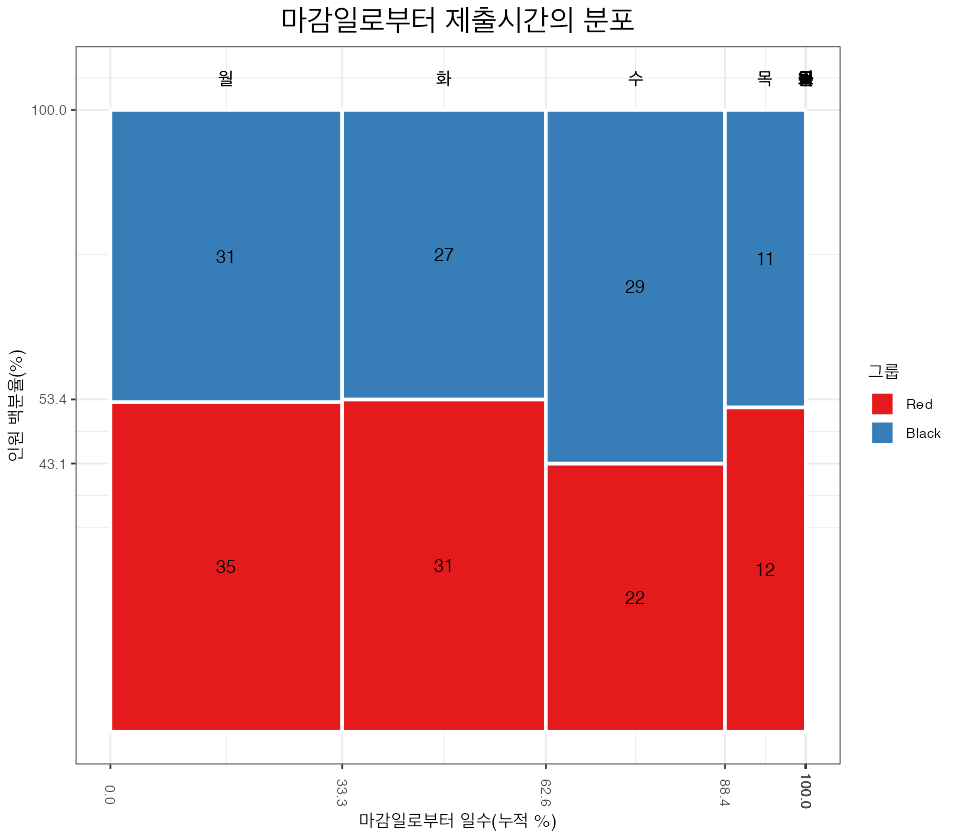 마감일로부터 제출시간의 분포
월 화 수 목
100.0
53.4
43.1
인원 백분율(%)
31 27 29 11
35 31 22 12
0.0 33.3 62.6 88.4 100.0
마감일로부터 일수(누적 %)
그룹
Red
Black